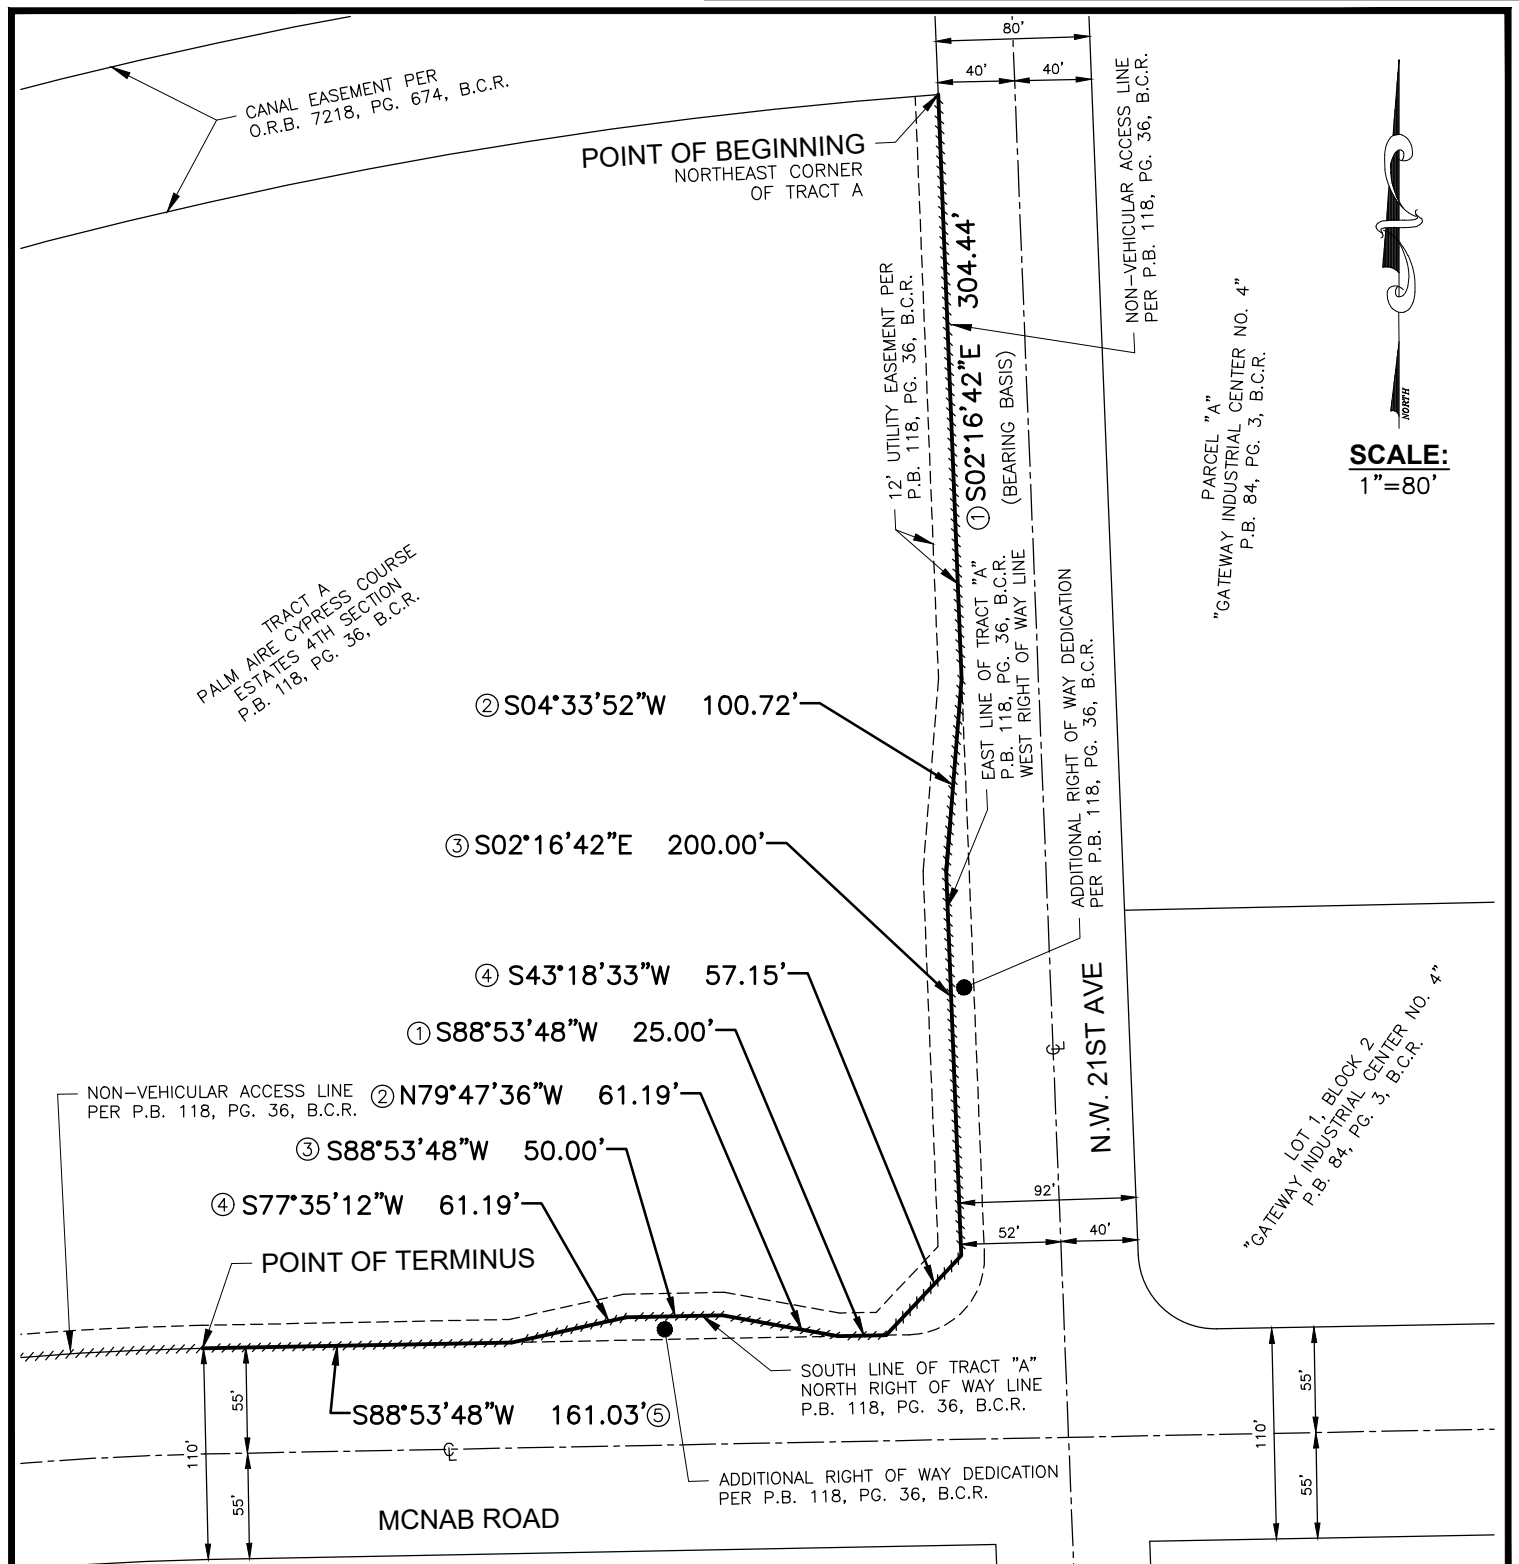 80'
40'
40'
CANAL EASEMENT PER
O.R.B. 7218, PG. 674, B.C.R.
POINT OF BEGINNING
NORTHEAST CORNER
OF TRACT A
NON-VEHICULAR ACCESS LINE
PER P.B. 118, PG. 36, B.C.R.
NORTH
SCALE:
1"=80'
12' UTILITY EASEMENT PER
P.B. 118, PG. 36, B.C.R.
① S02°16'42"E 304.44'
(BEARING BASIS)
PARCEL "A"
"GATEWAY INDUSTRIAL CENTER NO. 4"
P.B. 84, PG. 3, B.C.R.
TRACT A
PALM AIRE CYPRESS COURSE
ESTATES 4TH SECTION
P.B. 118, PG. 36, B.C.R.
EAST LINE OF TRACT "A"
P.B. 118, PG. 36, B.C.R.
WEST RIGHT OF WAY LINE
ADDITIONAL RIGHT OF WAY DEDICATION
PER P.B. 118, PG. 36, B.C.R.
② S04°33'52"W 100.72'
③ S02°16'42"E 200.00'
④ S43°18'33"W 57.15'
① S88°53'48"W 25.00'
NON-VEHICULAR ACCESS LINE
PER P.B. 118, PG. 36, B.C.R.
② N79°47'36"W 61.19'
③ S88°53'48"W 50.00'
④ S77°35'12"W 61.19'
POINT OF TERMINUS
℄
N.W. 21ST AVE
LOT 1, BLOCK 2
"GATEWAY INDUSTRIAL CENTER NO. 4"
P.B. 84, PG. 3, B.C.R.
92'
52'
40'
SOUTH LINE OF TRACT "A"
NORTH RIGHT OF WAY LINE
P.B. 118, PG. 36, B.C.R.
S88°53'48"W 161.03' ⑤
55'
110'
55'
℄
55'
110'
55'
ADDITIONAL RIGHT OF WAY DEDICATION
PER P.B. 118, PG. 36, B.C.R.
MCNAB ROAD